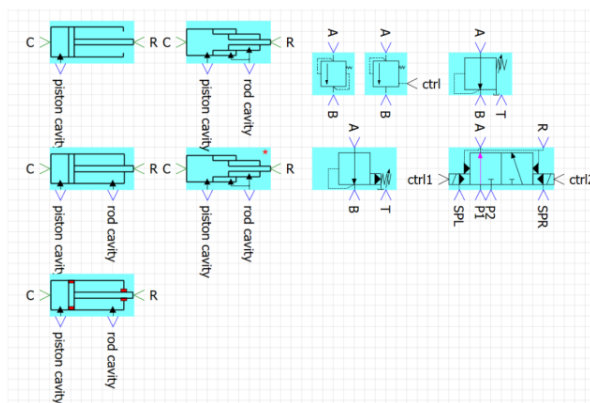 C R C R A A A
piston cavity piston cavity rod cavity ctrl
B B B T
A A R
C R C R ctrl1 ctrl2
piston cavity rod cavity piston cavity rod cavity B T SPL P1 P2 SPR
C R
piston cavity rod cavity